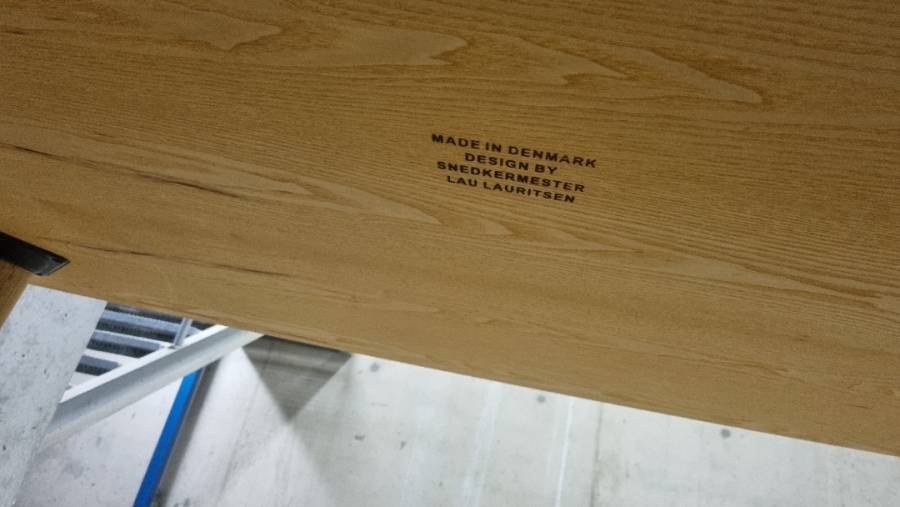 MADE IN DENMARK
DESIGN BY
SNEDKERMESTER
LAU LAURITSEN